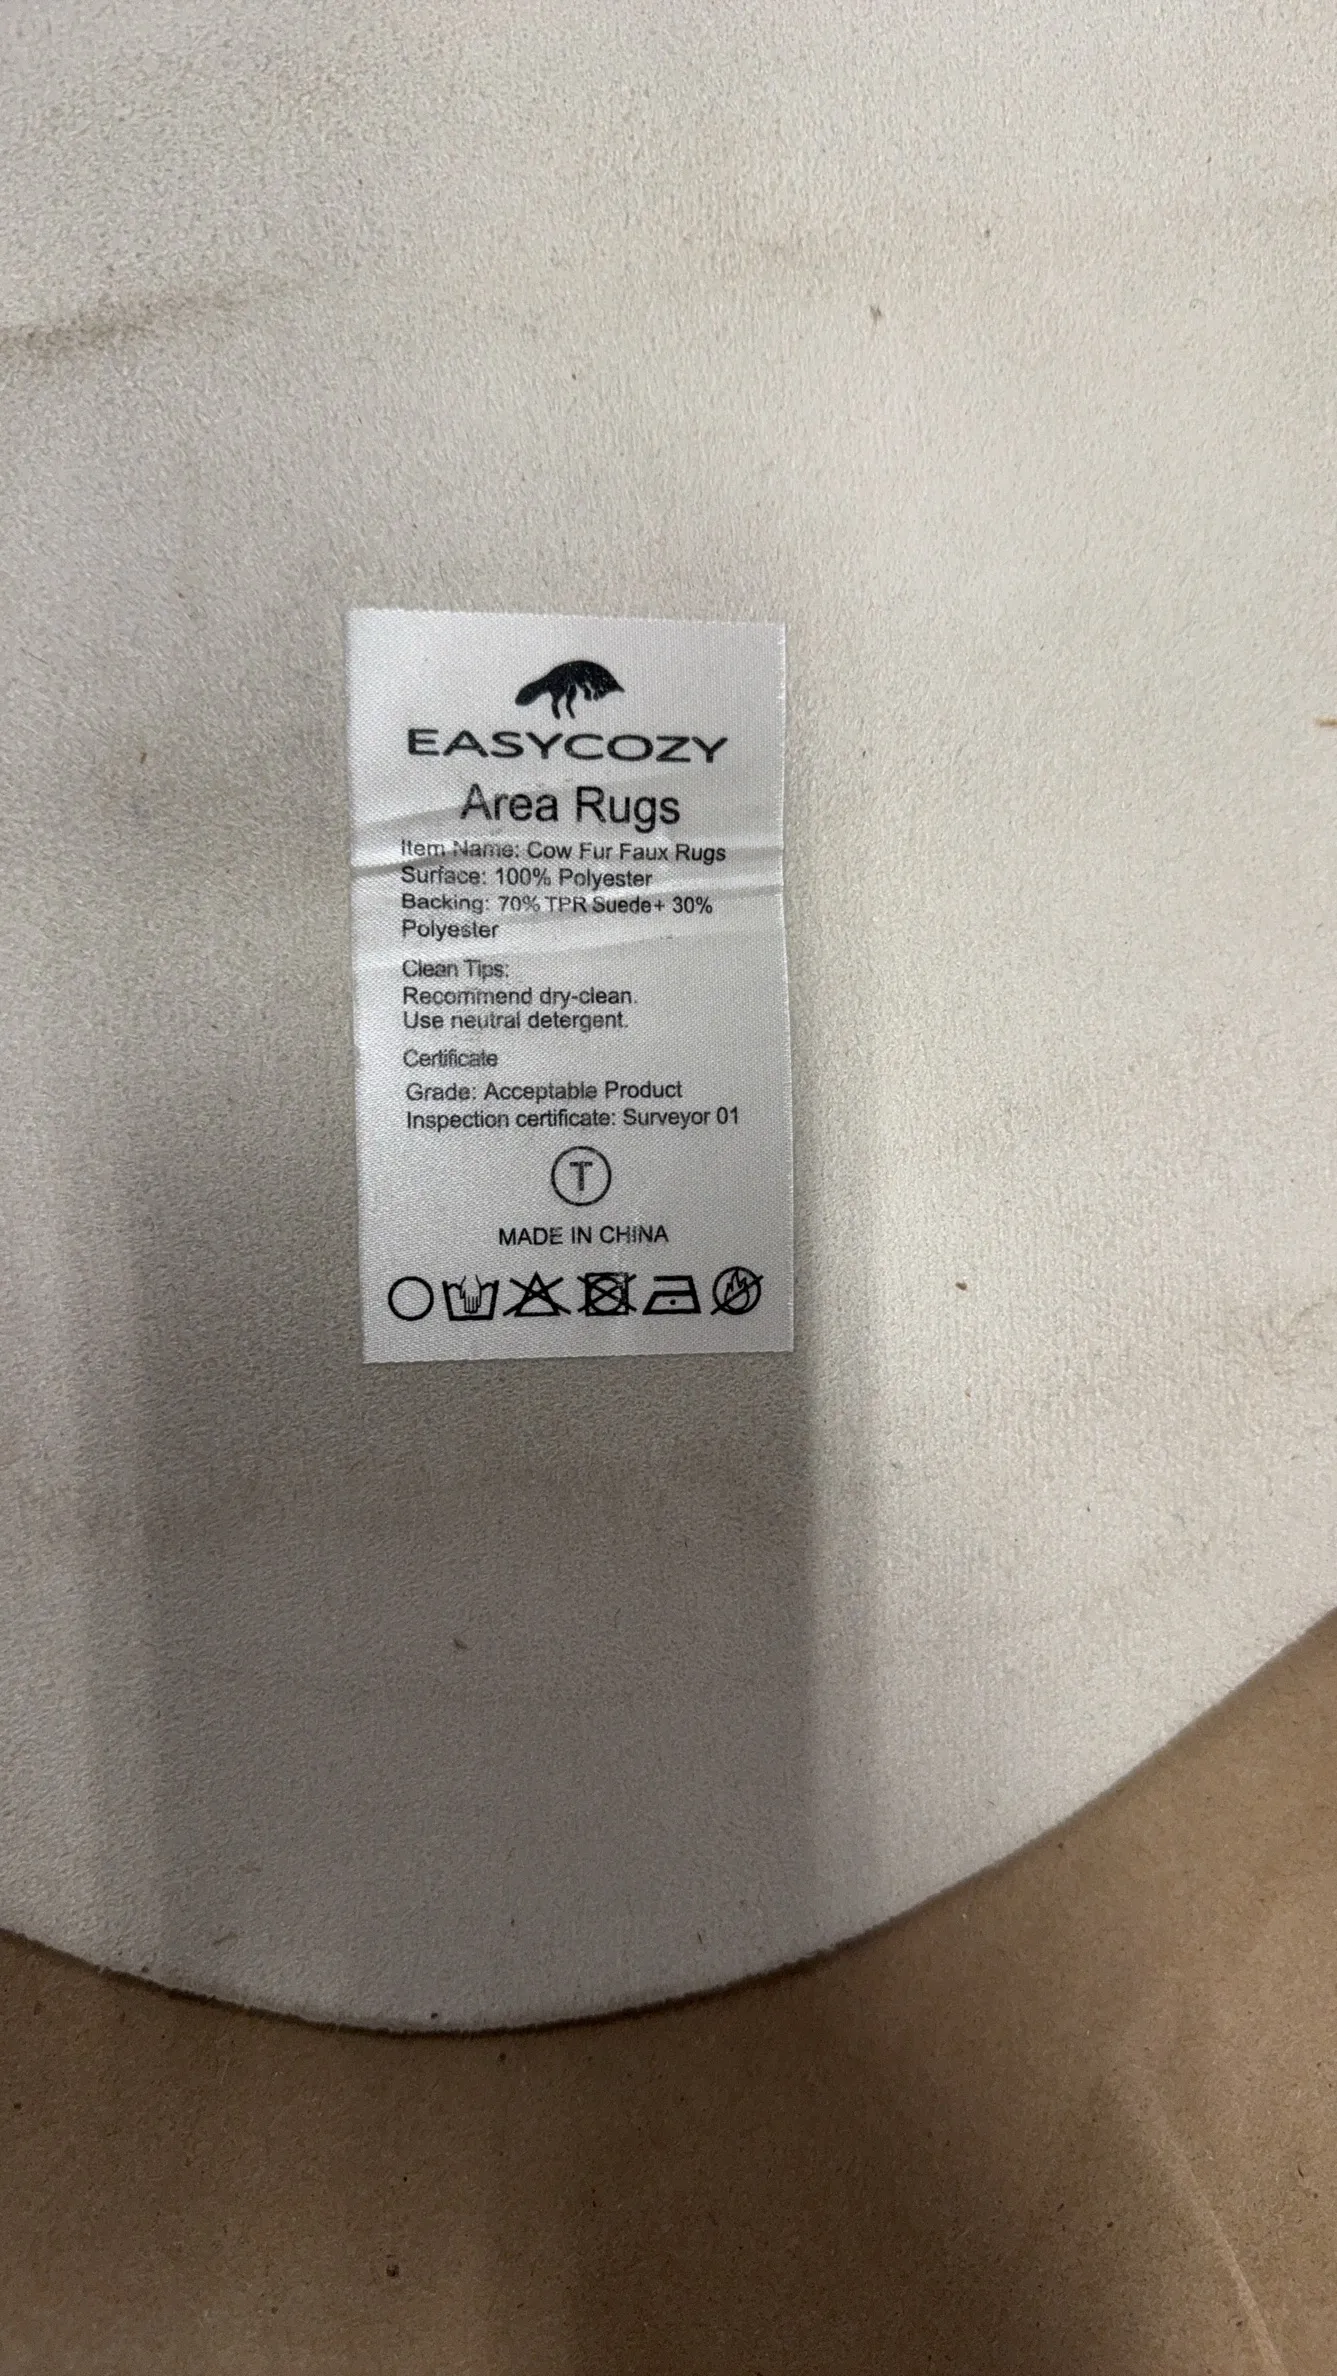 EASYCOZY
Area Rugs
Item Name: Cow Fur Faux Rugs
Surface: 100% Polyester
Backing: 70% TPR Suede+ 30%
Polyester
Clean Tips:
Recommend dry-clean.
Use neutral detergent.
Certificate
Grade: Acceptable Product
Inspection certificate: Surveyor 01
T
MADE IN CHINA